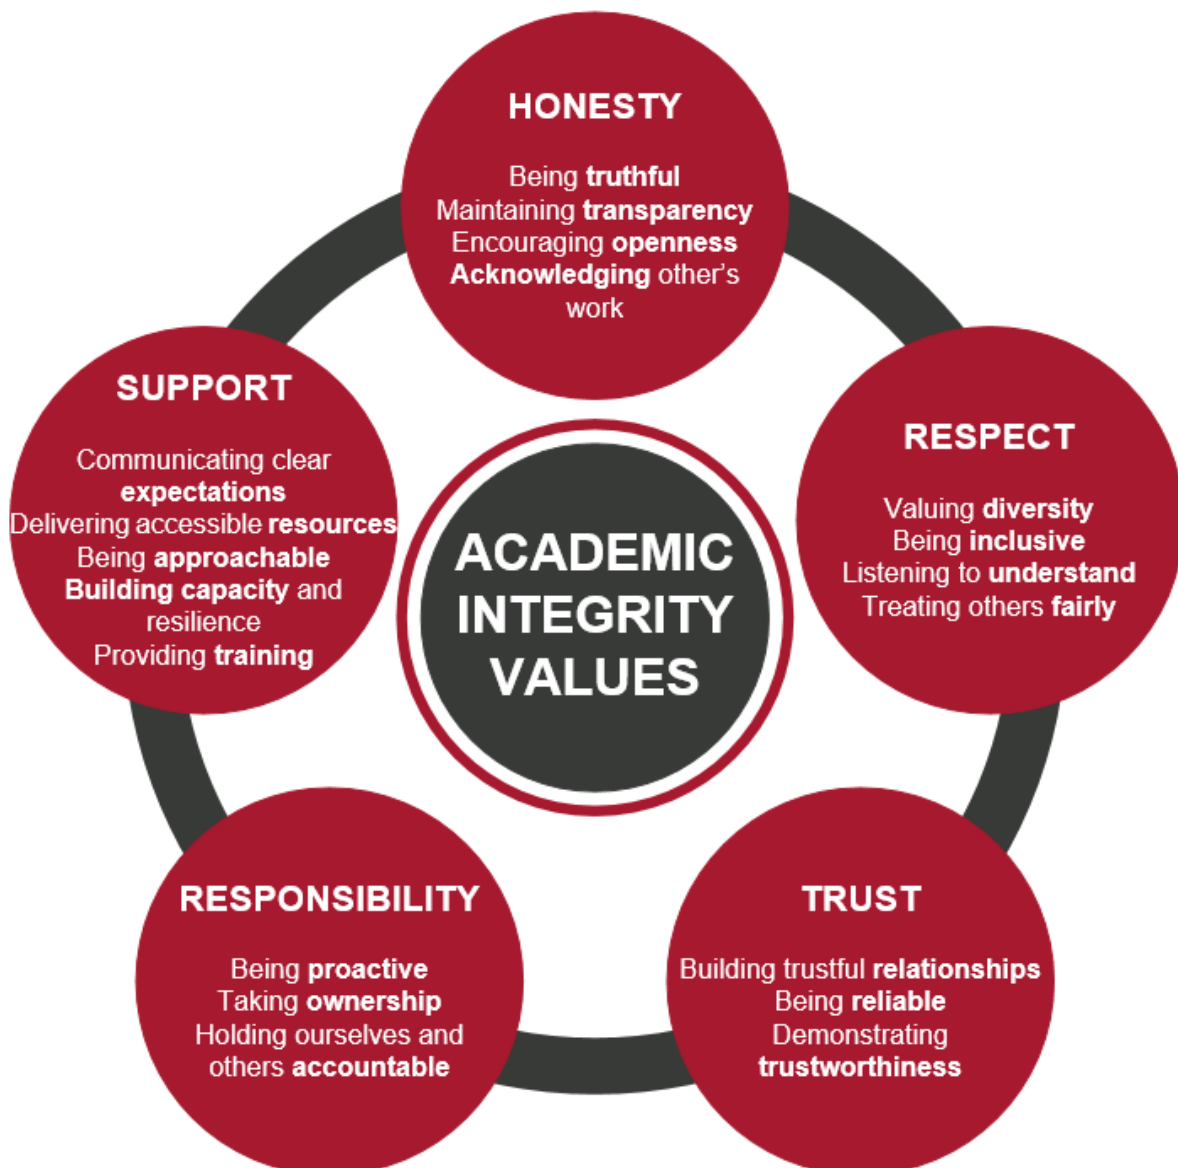 HONESTY
Being truthful
Maintaining transparency
Encouraging openness
Acknowledging other’s
work
SUPPORT
Communicating clear
expectations
Delivering accessible resources
Being approachable
Building capacity and
resilience
Providing training
ACADEMIC
INTEGRITY
VALUES
RESPECT
Valuing diversity
Being inclusive
Listening to understand
Treating others fairly
RESPONSIBILITY
Being proactive
Taking ownership
Holding ourselves and
others accountable
TRUST
Building trustful relationships
Being reliable
Demonstrating
trustworthiness